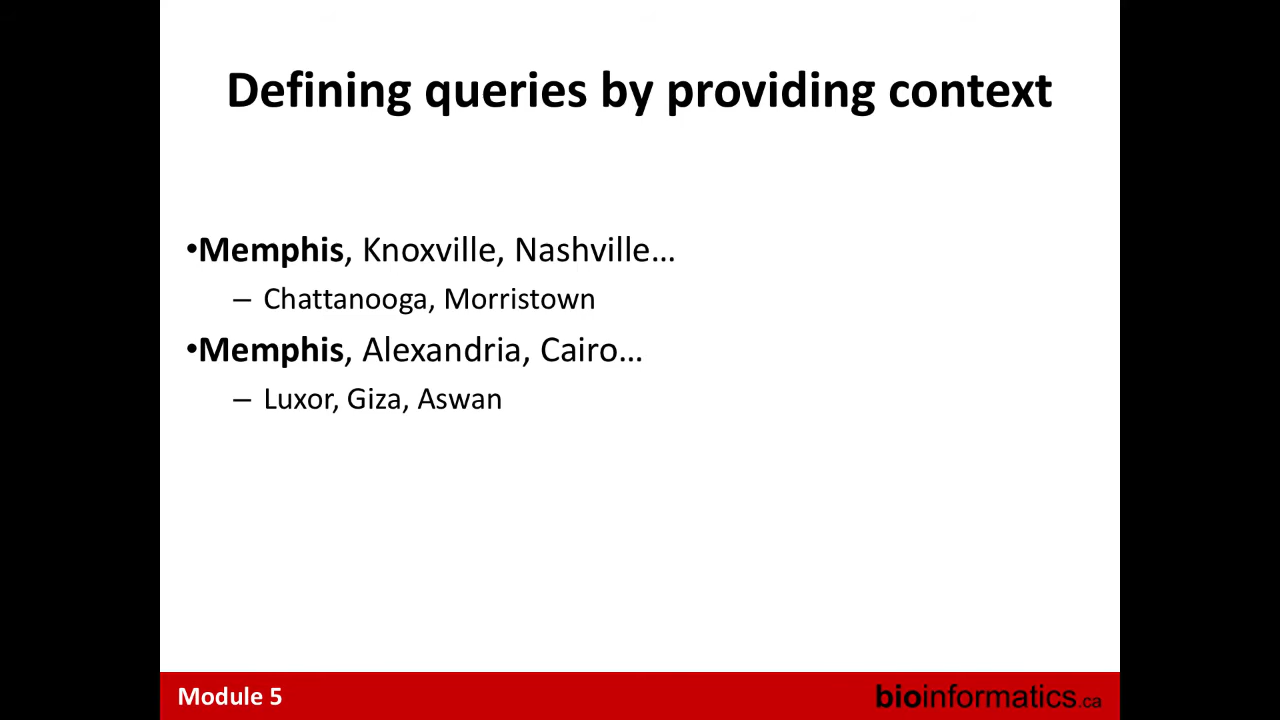 Defining queries by providing context
•Memphis, Knoxville, Nashville…
– Chattanooga, Morristown
•Memphis, Alexandria, Cairo…
– Luxor, Giza, Aswan
Module 5
bioinformatics.ca